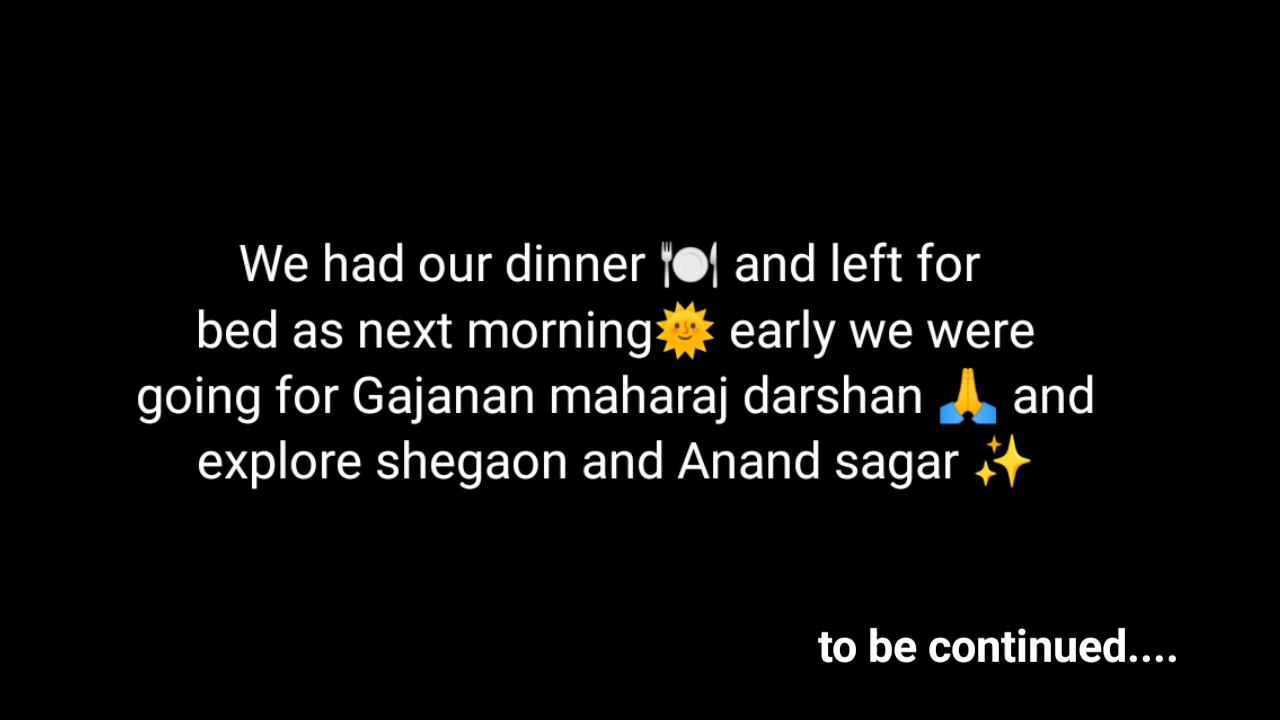 We had our dinner 🍽️ and left for
bed as next morning🌞 early we were
going for Gajanan maharaj darshan 🙏 and
explore shegaon and Anand sagar ✨
to be continued....